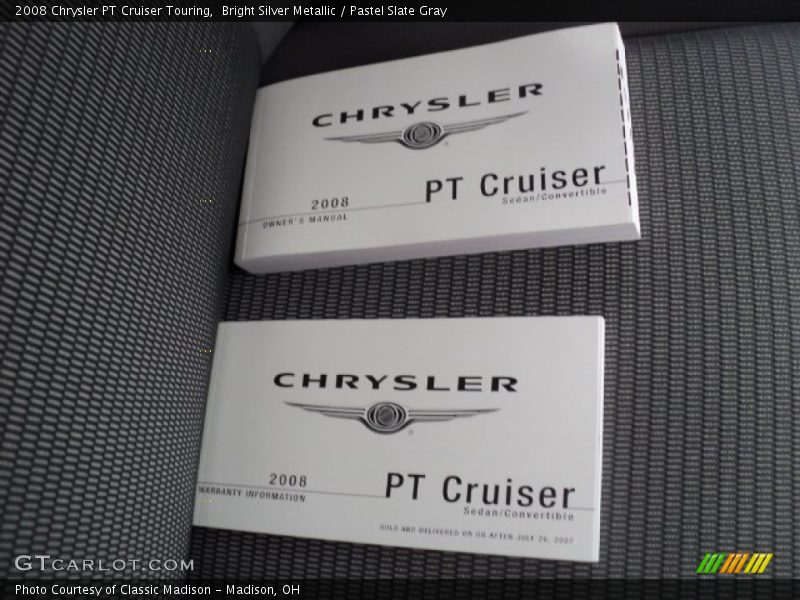 2008 Chrysler PT Cruiser Touring,  Bright Silver Metallic / Pastel Slate Gray
CHRYSLER
PT Cruiser
Sedan/Convertible
2008
OWNER'S MANUAL
CHRYSLER
2008
WARRANTY INFORMATION
PT Cruiser
Sedan/Convertible
SOLD AND DELIVERED ON OR AFTER JULY 26, 2007
GTCARLOT.COM
Photo Courtesy of Classic Madison – Madison, OH